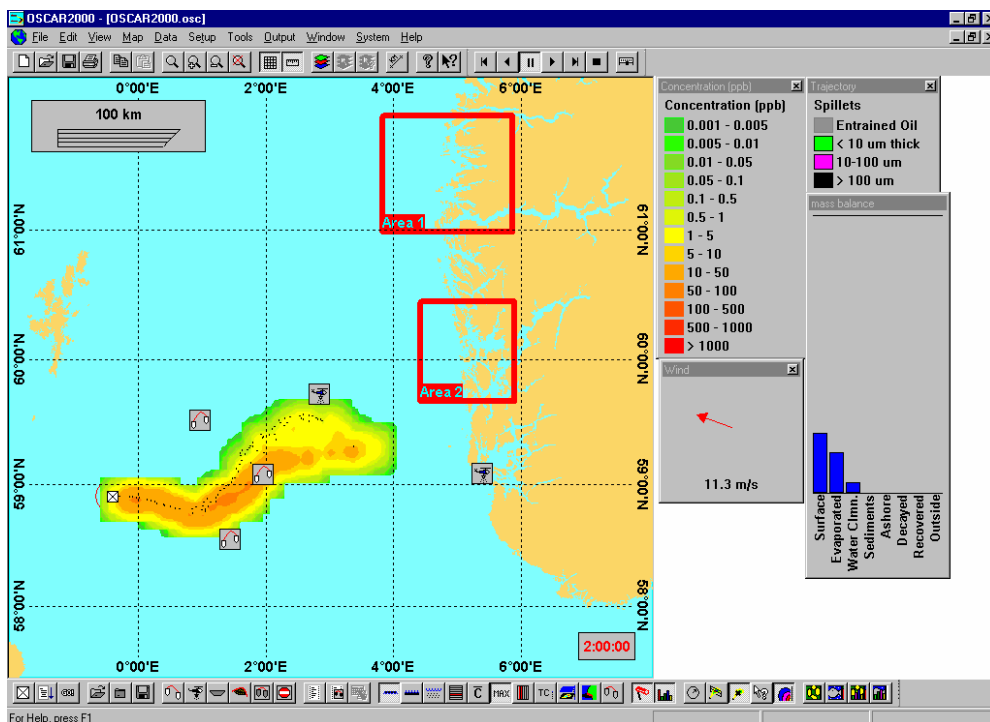 OSCAR2000 - [OSCAR2000.osc]
File Edit View Map Data Setup Tools Output Window System Help
0°00'E 2°00'E 4°00'E 6°00'E
100 km
61°00'N
61°00'N
Area 1
60°00'N
60°00'N
Area 2
59°00'N
59°00'N
58°00'N
58°00'N
2:00:00
0°00'E 2°00'E 4°00'E 6°00'E
Concentration (ppb)
Concentration (ppb)
0.001 - 0.005
0.005 - 0.01
0.01 - 0.05
0.05 - 0.1
0.1 - 0.5
0.5 - 1
1 - 5
5 - 10
10 - 50
50 - 100
100 - 500
500 - 1000
> 1000
Trajectory
Spillets
Entrained Oil
< 10 um thick
10-100 um
> 100 um
Wind
11.3 m/s
mass balance
Surface
Evaporated
Water Clmn.
Sediments
Ashore
Decayed
Recovered
Outside
C MAX TC:
For Help, press F1